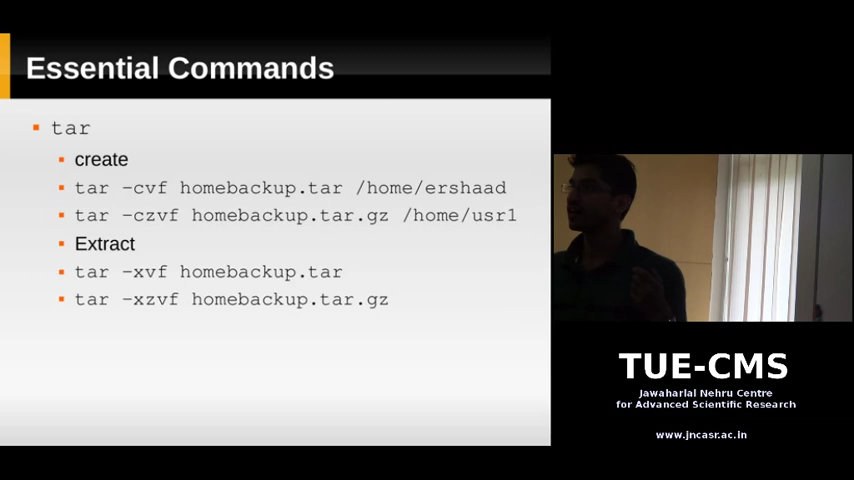 Essential Commands
tar
create
tar -cvf homebackup.tar /home/ershaad
tar -czvf homebackup.tar.gz /home/usr1
Extract
tar -xvf homebackup.tar
tar -xzvf homebackup.tar.gz
TUE-CMS
Jawaharlal Nehru Centre
for Advanced Scientific Research
www.jncasr.ac.in